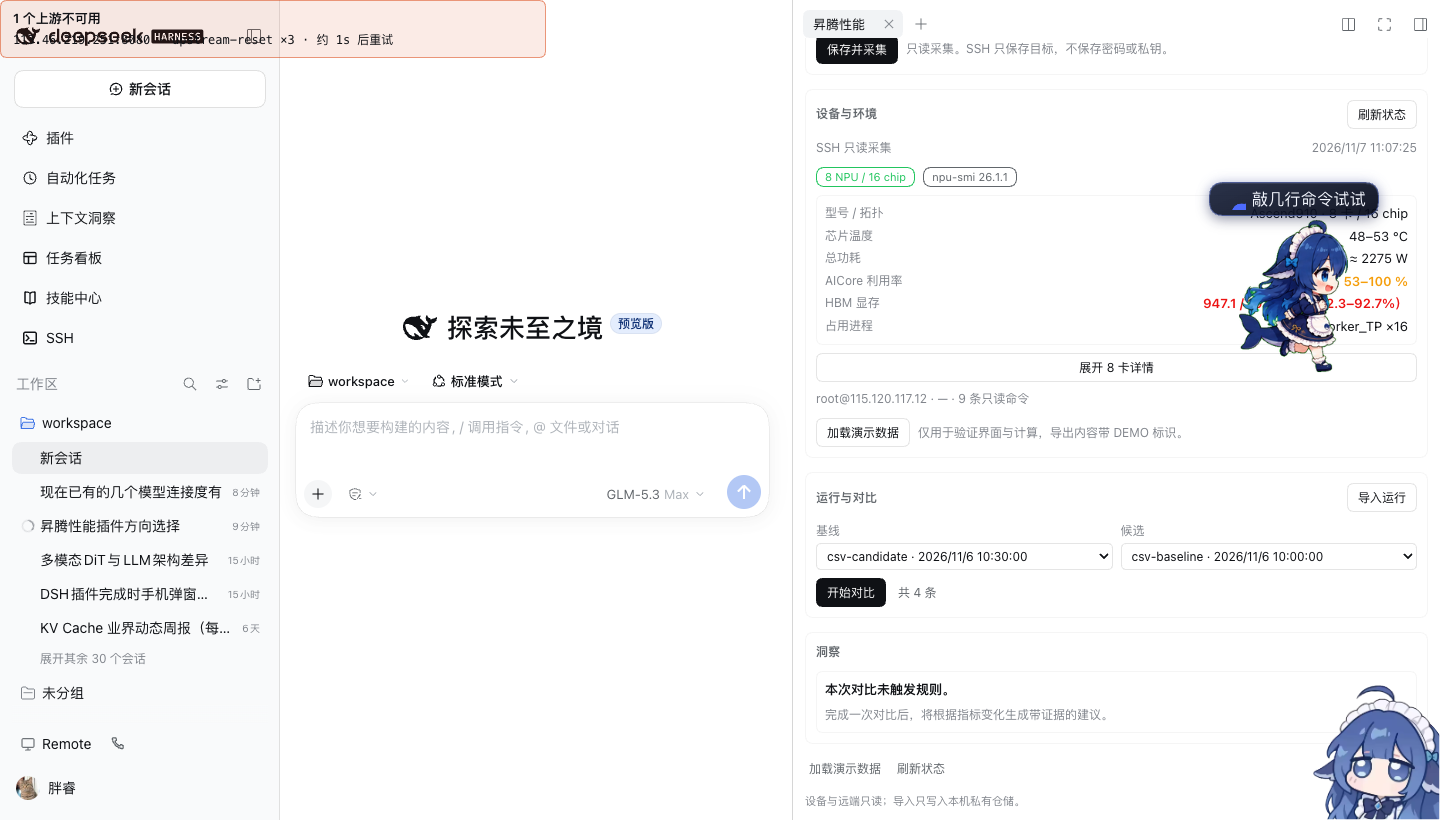 1 个上游不可用
deepseek HARNESS
×3 · 约 1s 后重试
新会话
插件
自动化任务
上下文洞察
任务看板
技能中心
SSH
工作区
workspace
新会话
现在已有的几个模型连接度有 8分钟
昇腾性能插件方向选择 9分钟
多模态DiT与LLM架构差异 15小时
DSH插件完成时手机弹窗... 15小时
KV Cache 业界动态周报（每... 6天
展开其余 30 个会话
未分组
Remote
胖睿
探索未至之境 预览版
workspace 标准模式
描述你想要构建的内容, / 调用指令, @ 文件或对话
GLM-5.3 Max
昇腾性能
保存并采集 只读采集。SSH 只保存目标，不保存密码或私钥。
设备与环境 刷新状态
SSH 只读采集 2026/11/7 11:07:25
8 NPU / 16 chip npu-smi 26.1.1
敲几行命令试试
型号 / 拓扑 16 chip
芯片温度 48–53 °C
总功耗 ≈ 2275 W
AICore 利用率 53–100 %
HBM 显存 947.1 / 2.3–92.7%)
占用进程 orker_TP ×16
展开 8 卡详情
root@115.120.117.12 · — · 9 条只读命令
加载演示数据 仅用于验证界面与计算，导出内容带 DEMO 标识。
运行与对比 导入运行
基线 候选
csv-candidate · 2026/11/6 10:30:00 csv-baseline · 2026/11/6 10:00:00
开始对比 共 4 条
洞察
本次对比未触发规则。
完成一次对比后，将根据指标变化生成带证据的建议。
加载演示数据 刷新状态
设备与远端只读；导入只写入本机私有仓储。